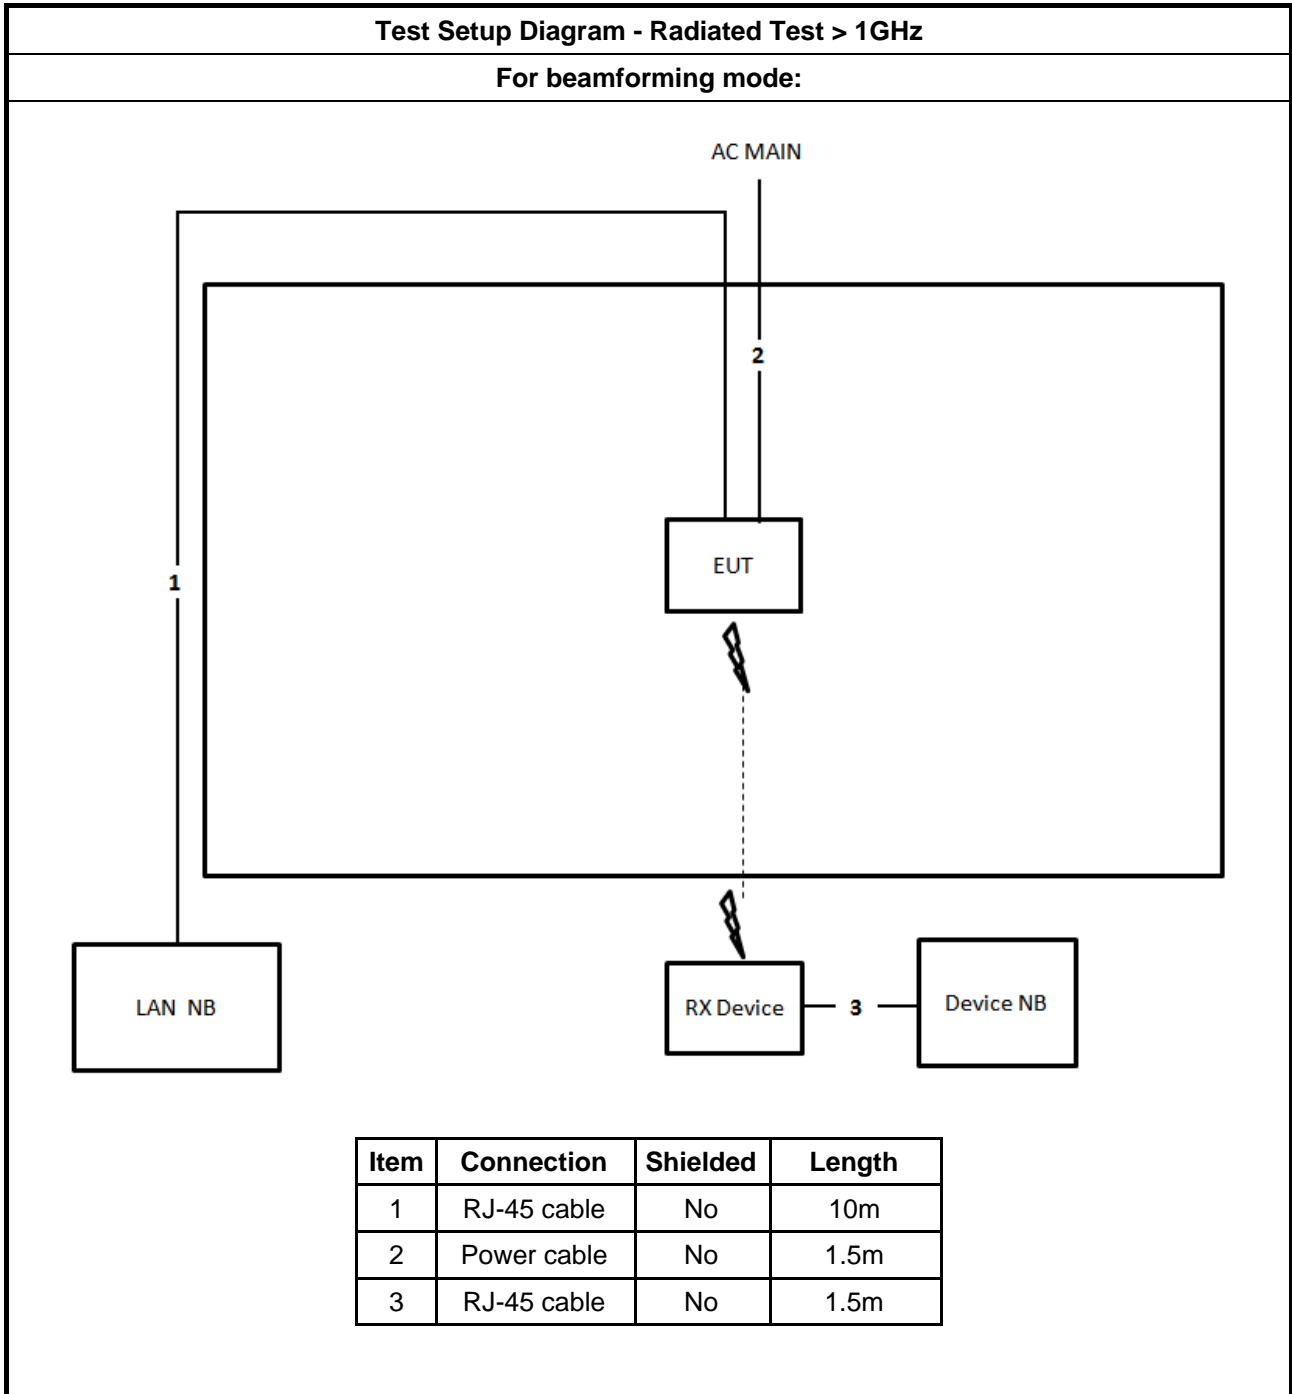 Test Setup Diagram - Radiated Test > 1GHz
For beamforming mode:
AC MAIN
2
EUT
1
LAN NB
RX Device
3
Device NB
Item Connection Shielded Length
1 RJ-45 cable No 10m
2 Power cable No 1.5m
3 RJ-45 cable No 1.5m